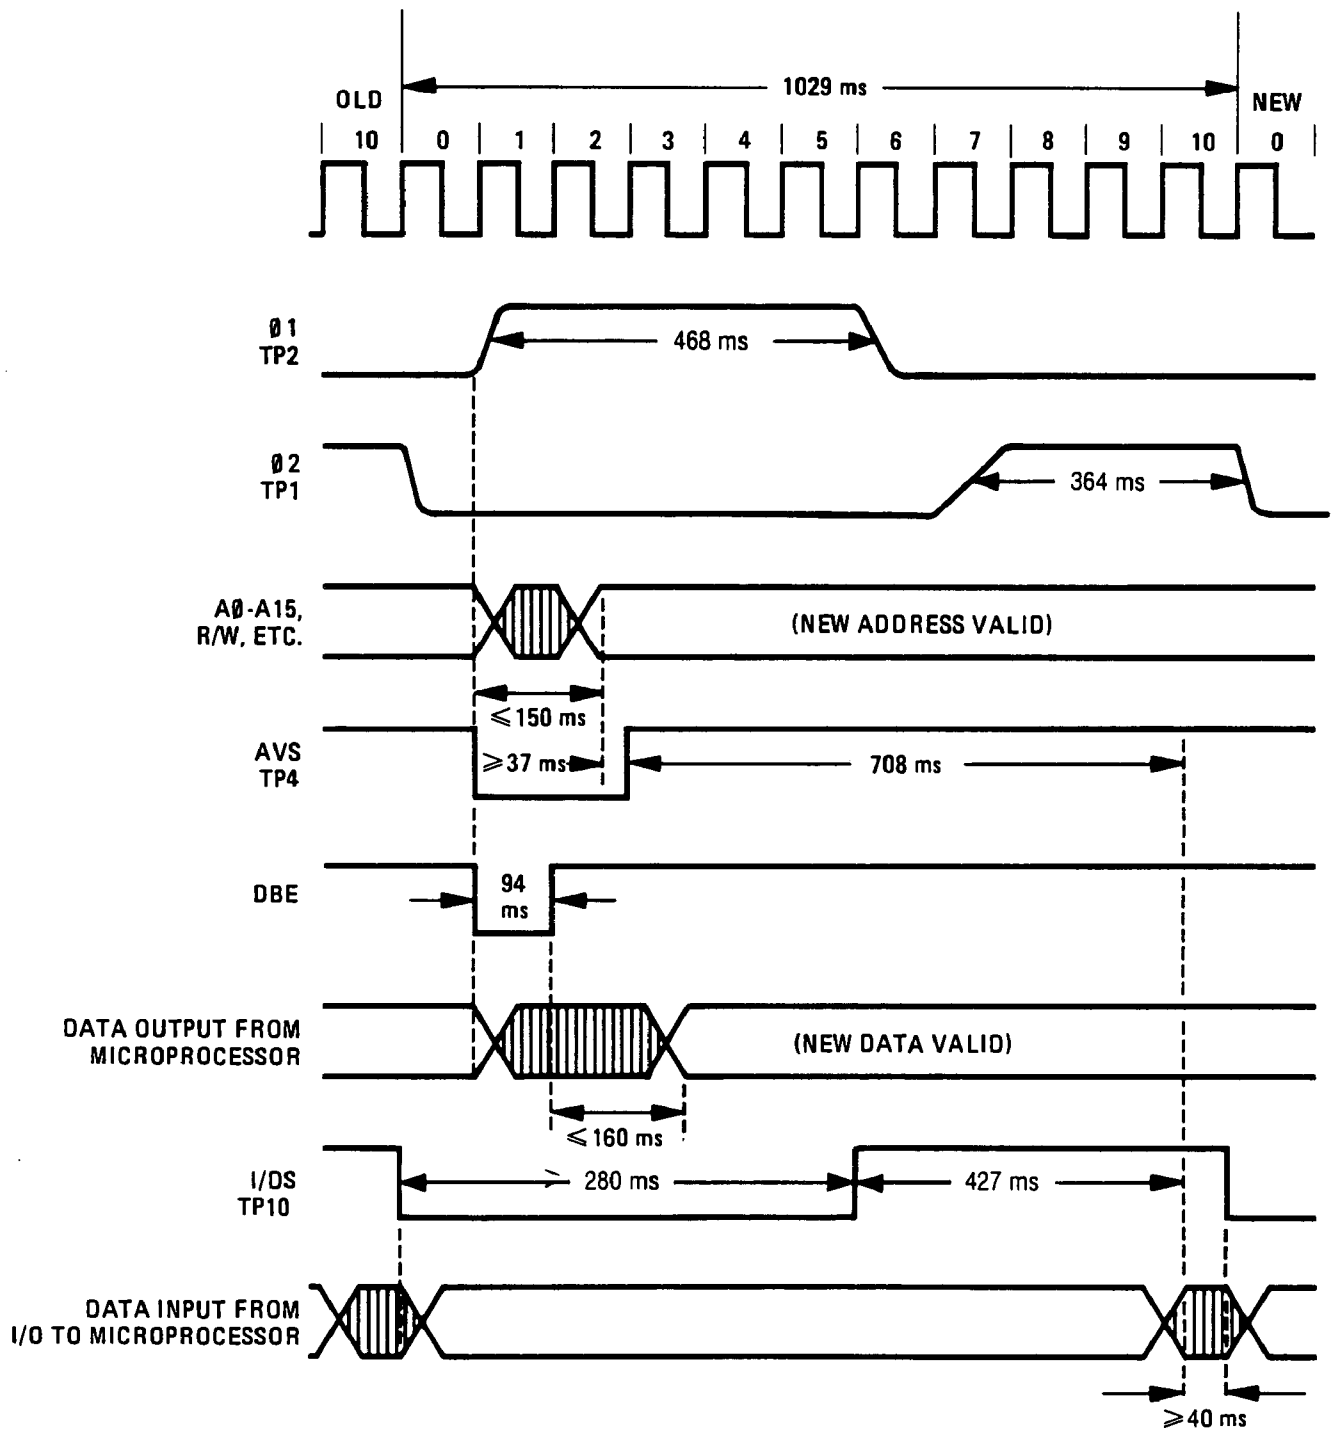 1029 ms
OLD
NEW
10 0 1 2 3 4 5 6 7 8 9 10 0
Ø1
TP2
468 ms
Ø2
TP1
364 ms
AØ-A15,
R/W, ETC.
(NEW ADDRESS VALID)
⩽150 ms
AVS
TP4
⩾37 ms
708 ms
DBE
94
ms
DATA OUTPUT FROM
MICROPROCESSOR
(NEW DATA VALID)
⩽160 ms
I/DS
TP10
> 280 ms
427 ms
DATA INPUT FROM
I/O TO MICROPROCESSOR
⩾40 ms